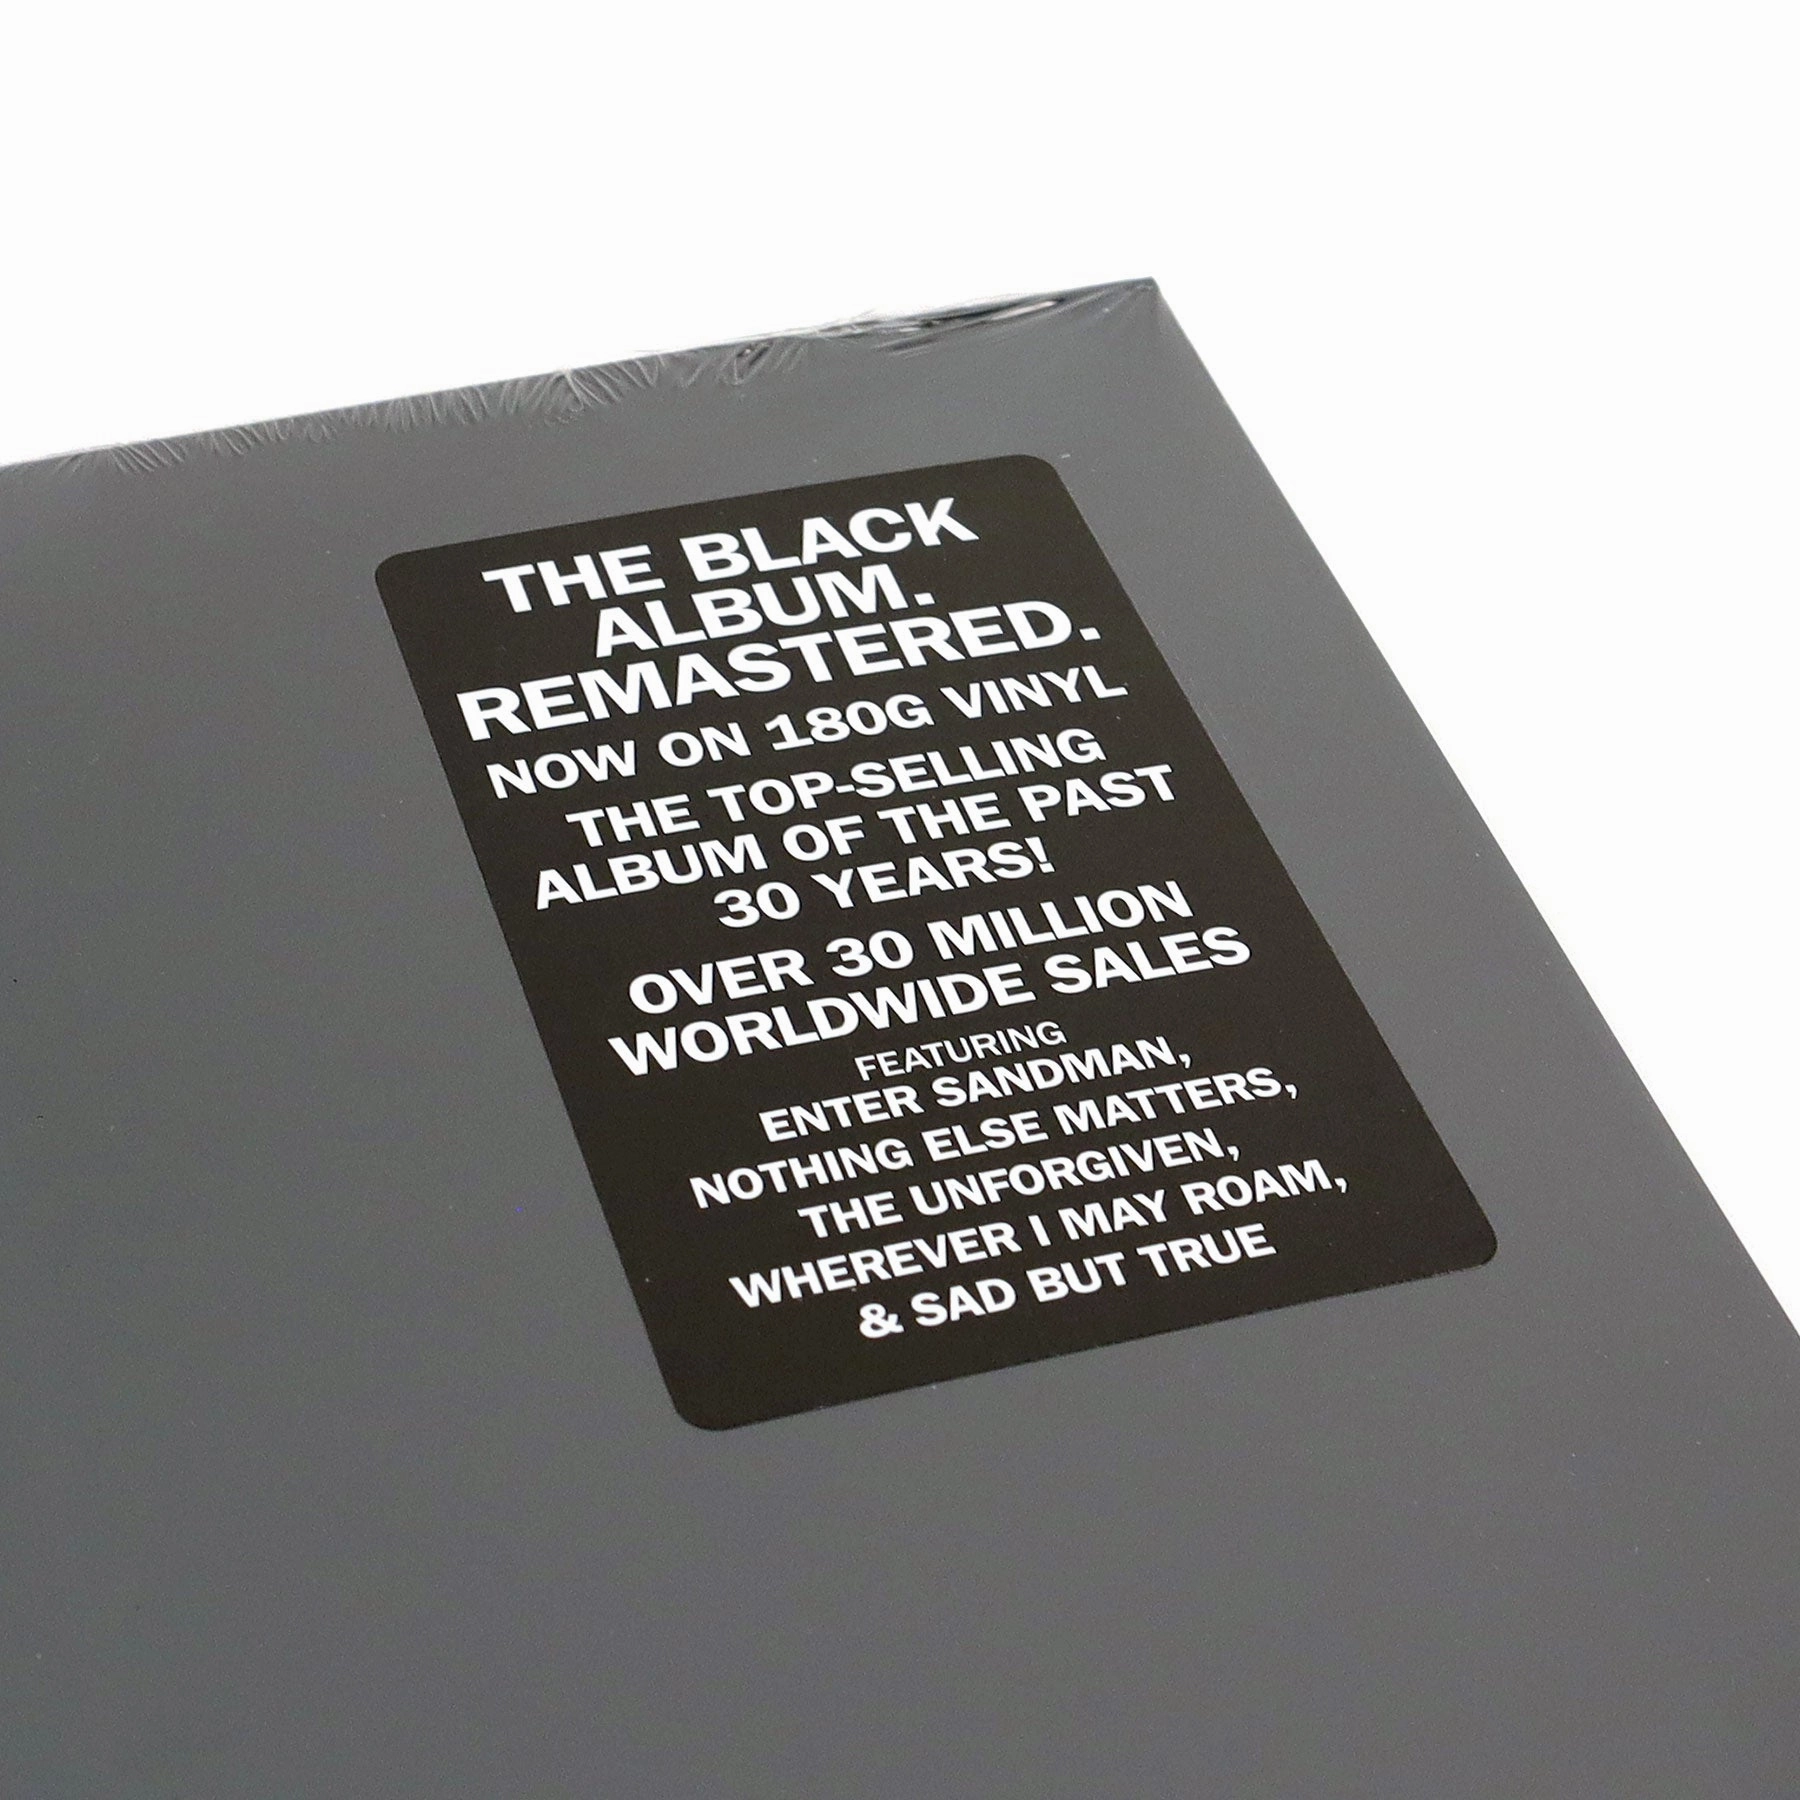 THE BLACK
ALBUM.
REMASTERED.
NOW ON 180G VINYL
THE TOP-SELLING
ALBUM OF THE PAST
30 YEARS!
OVER 30 MILLION
WORLDWIDE SALES
FEATURING
ENTER SANDMAN,
NOTHING ELSE MATTERS,
THE UNFORGIVEN,
WHEREVER I MAY ROAM,
& SAD BUT TRUE